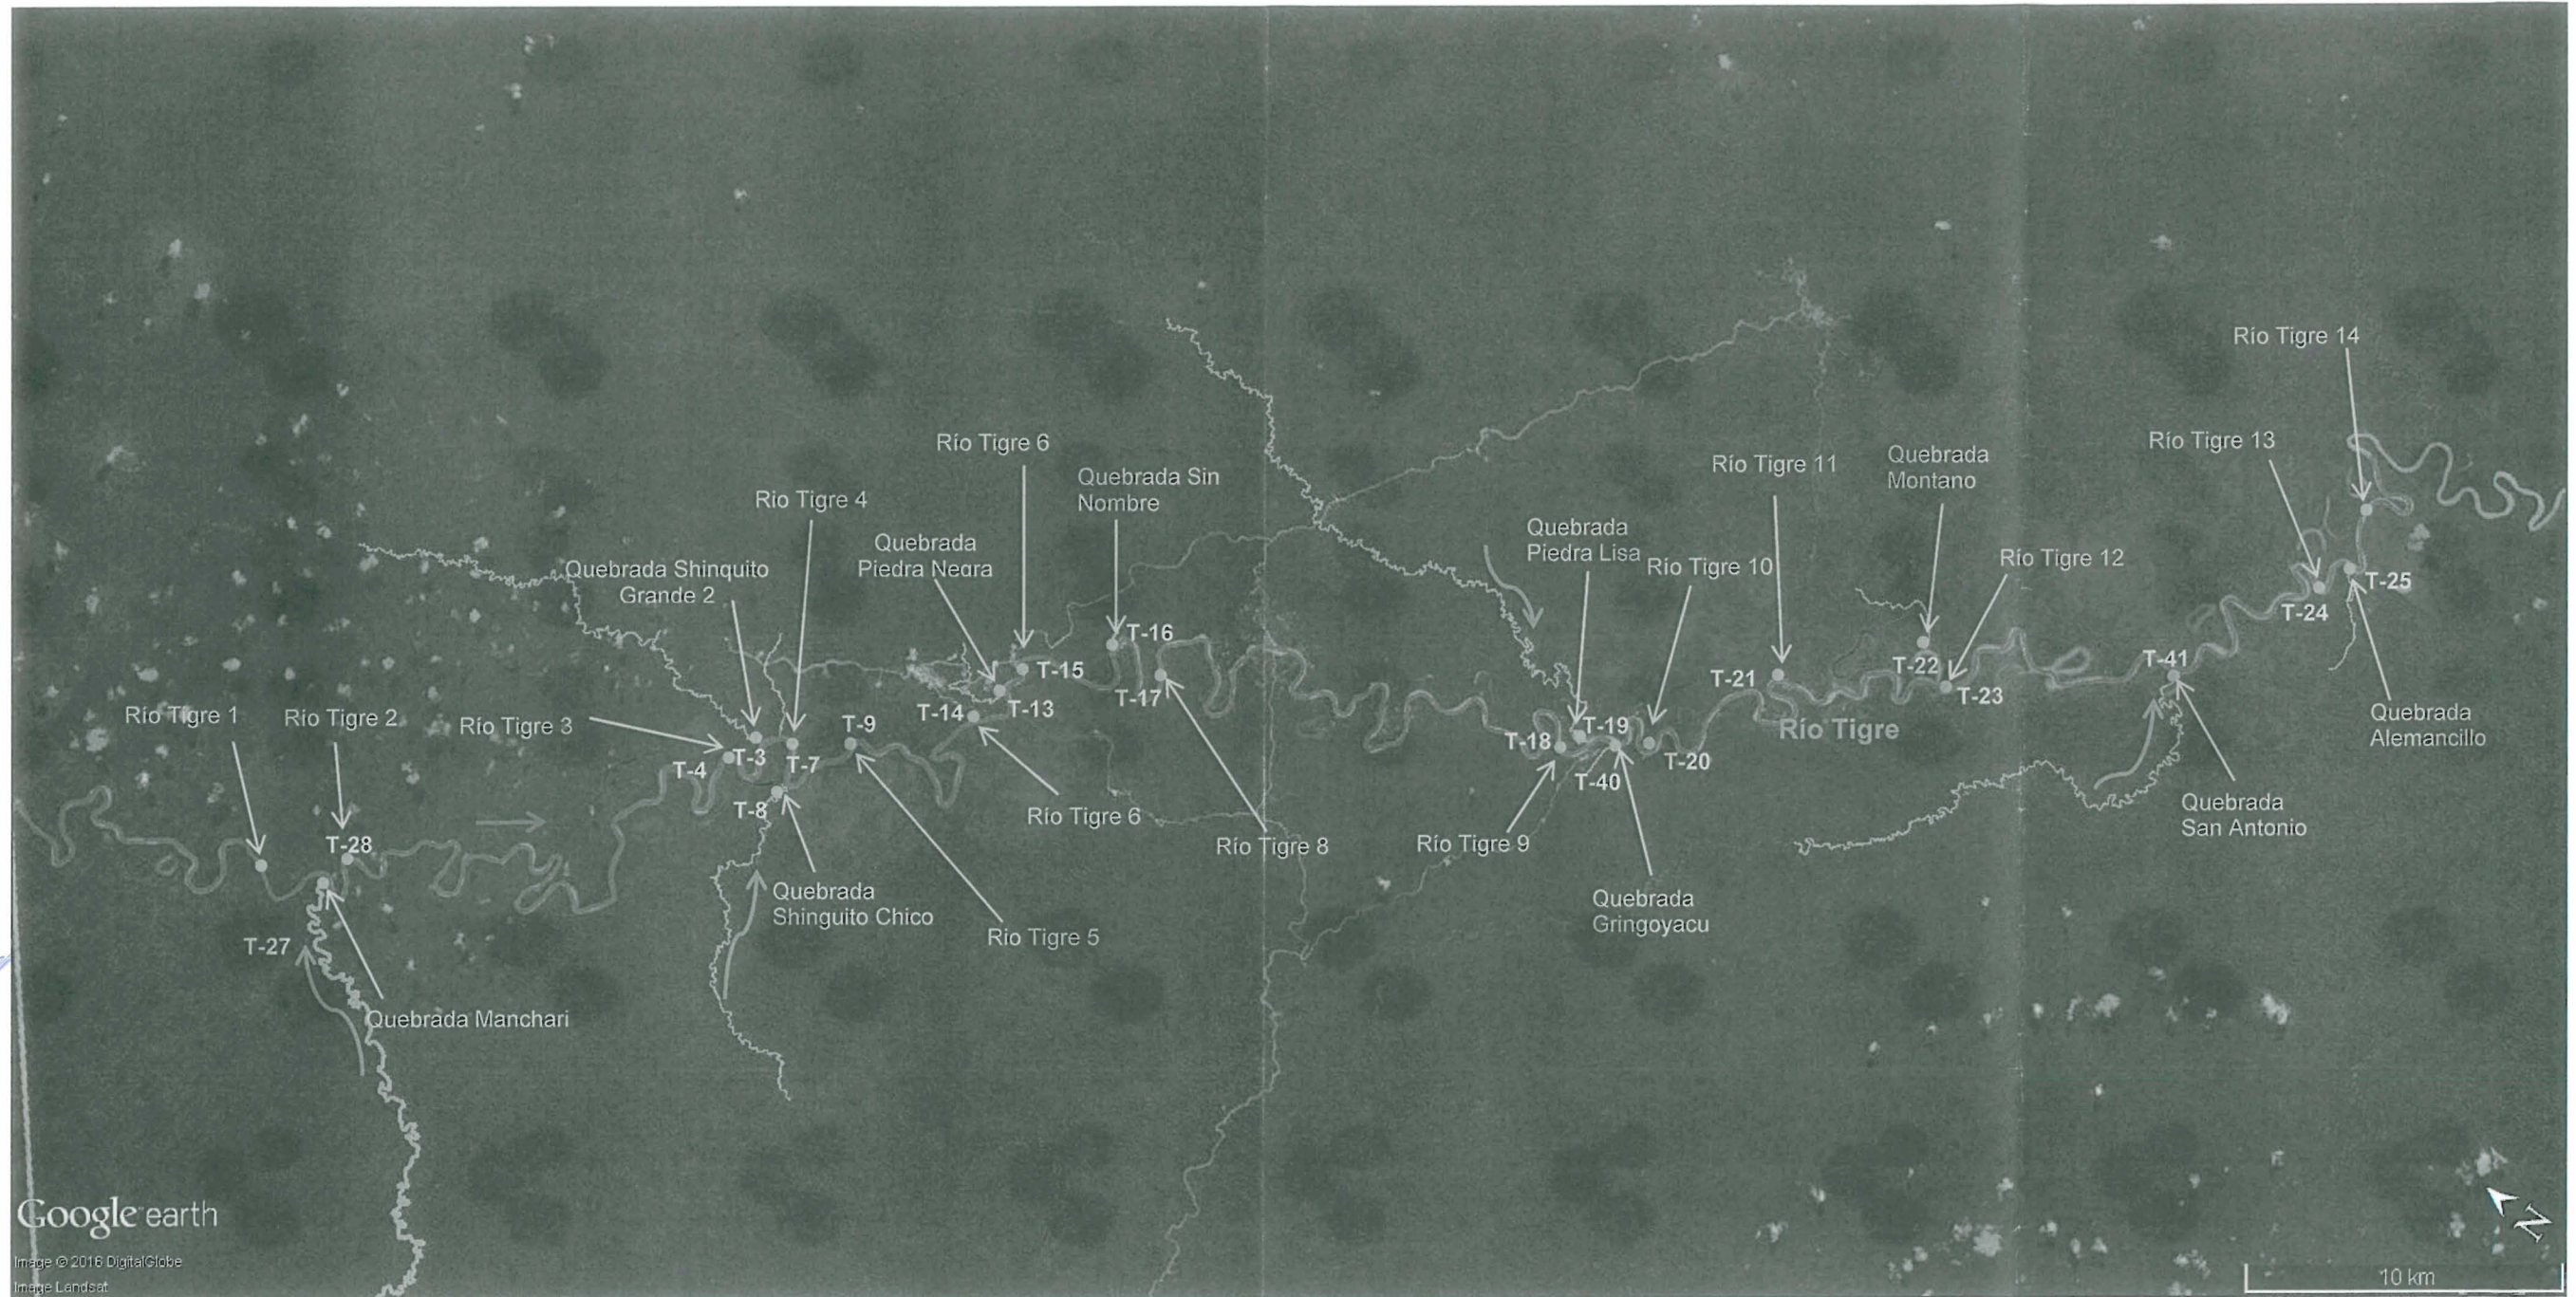 Río Tigre 14
Río Tigre 13
Río Tigre 6
Río Tigre 11
Quebrada
Montano
Quebrada Sin
Nombre
Río Tigre 4
Quebrada
Piedra Lisa
Quebrada
Piedra Negra
Río Tigre 12
Río Tigre 10
Quebrada Shinquito
Grande 2
T-25
T-24
T-16
T-22
T-41
T-15
T-21
T-23
T-17
T-14
T-13
Río Tigre 1
Río Tigre 2
Río Tigre 3
T-9
T-19
T-18
Río Tigre
Quebrada
Alemancillo
T-3
T-7
T-4
T-20
T-40
T-8
Río Tigre 6
Quebrada
San Antonio
T-28
Río Tigre 8
Río Tigre 9
Quebrada
Shinguito Chico
Quebrada
Gringoyacu
Río Tigre 5
T-27
Quebrada Manchari
Google earth
N
Image © 2016 DigitalGlobe
Image Landsat
10 km